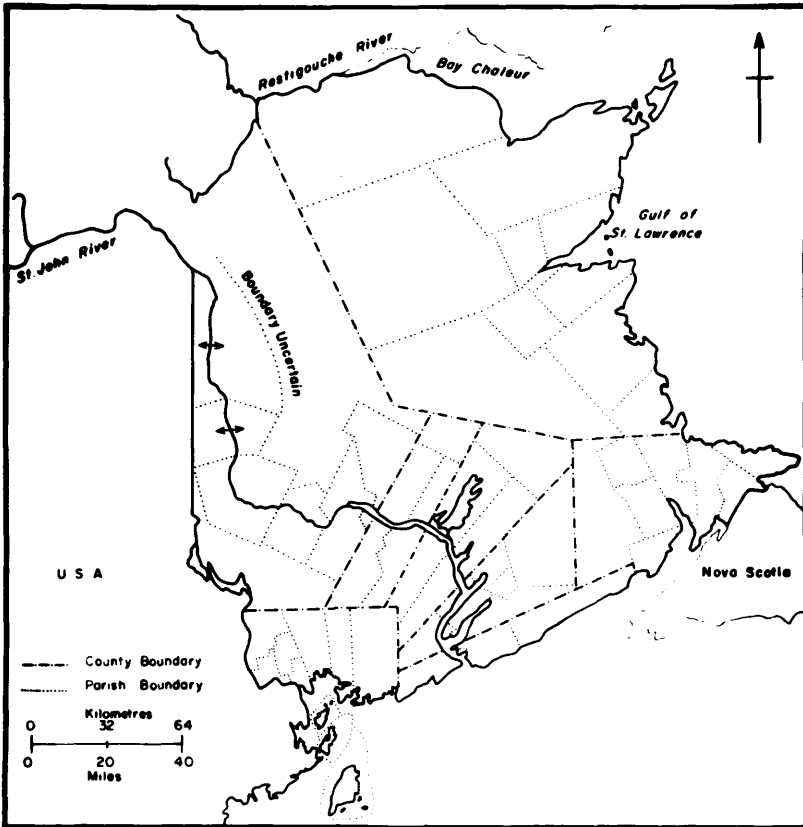 Restigouche River
Bay Chaleur
Gulf of
St. Lawrence
St. John River
Boundary Uncertain
USA
Nova Scotia
County Boundary
Parish Boundary
Kilometres
0 32 64
0 20 40
Miles